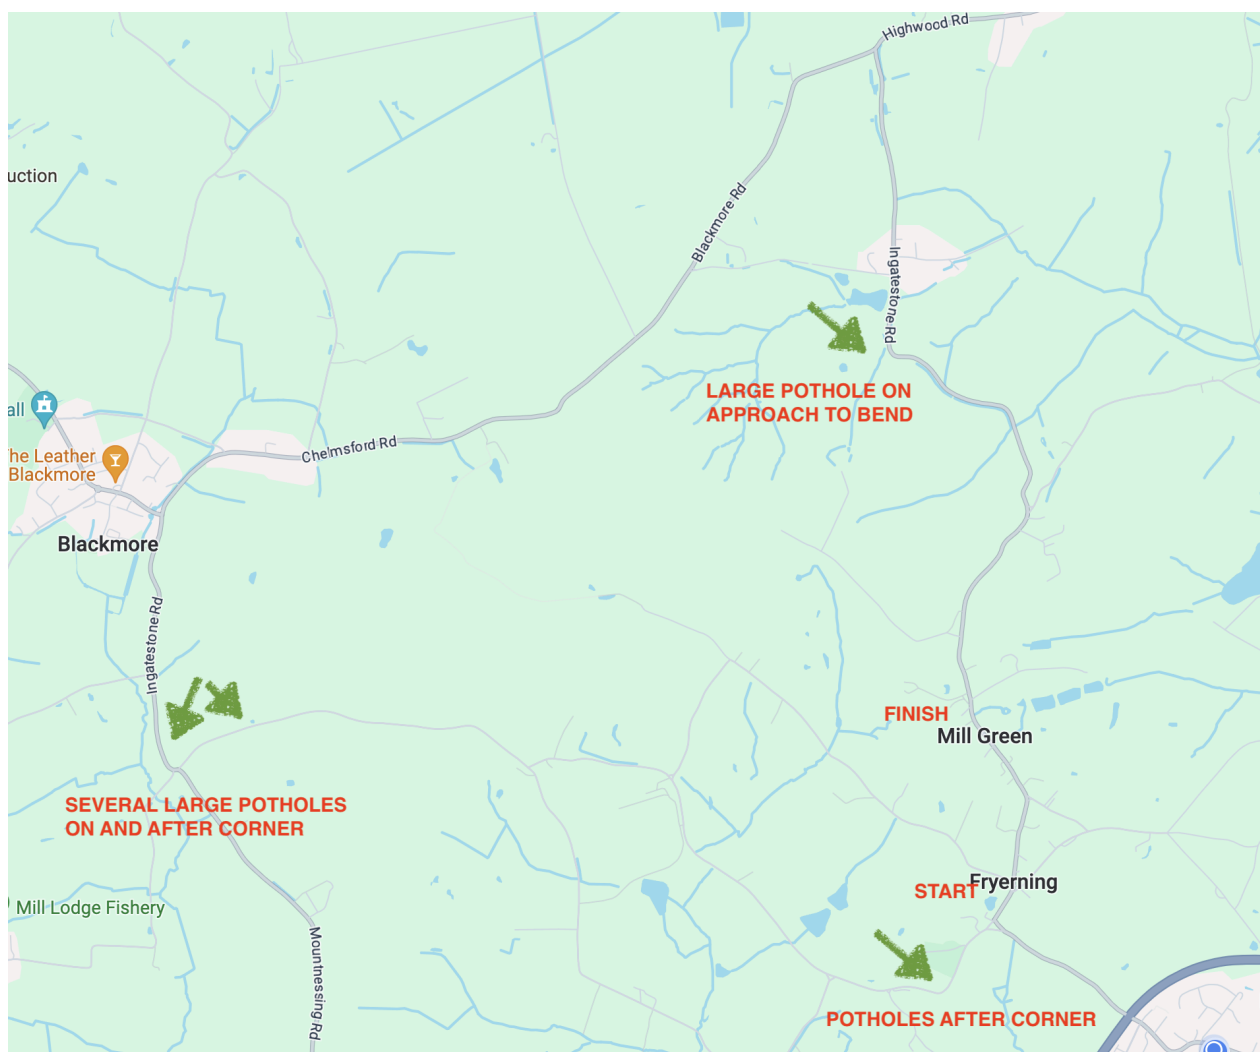 Highwood Rd
uction
Blackmore Rd
Ingatestone Rd
LARGE POTHOLE ON
APPROACH TO BEND
all
The Leather
Blackmore
Chelmsford Rd
Blackmore
Ingatestone Rd
FINISH
Mill Green
SEVERAL LARGE POTHOLES
ON AND AFTER CORNER
START
Fryerning
Mill Lodge Fishery
Mountnessing Rd
POTHOLES AFTER CORNER